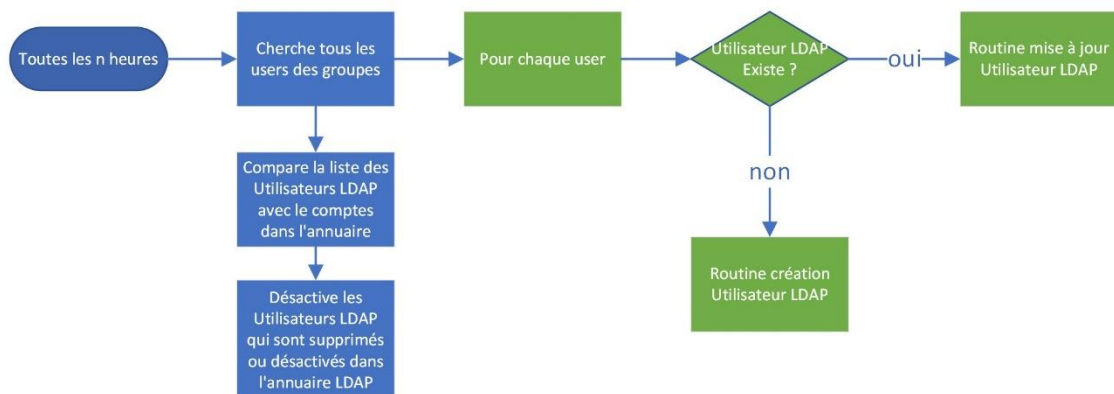 Toutes les n heures
Cherche tous les
users des groupes
Pour chaque user
Utilisateur LDAP
Existe ?
oui
Routine mise à jour
Utilisateur LDAP
Compare la liste des
Utilisateurs LDAP
avec le comptes
dans l'annuaire
non
Désactive les
Utilisateurs LDAP
qui sont supprimés
ou désactivés dans
l'annuaire LDAP
Routine création
Utilisateur LDAP